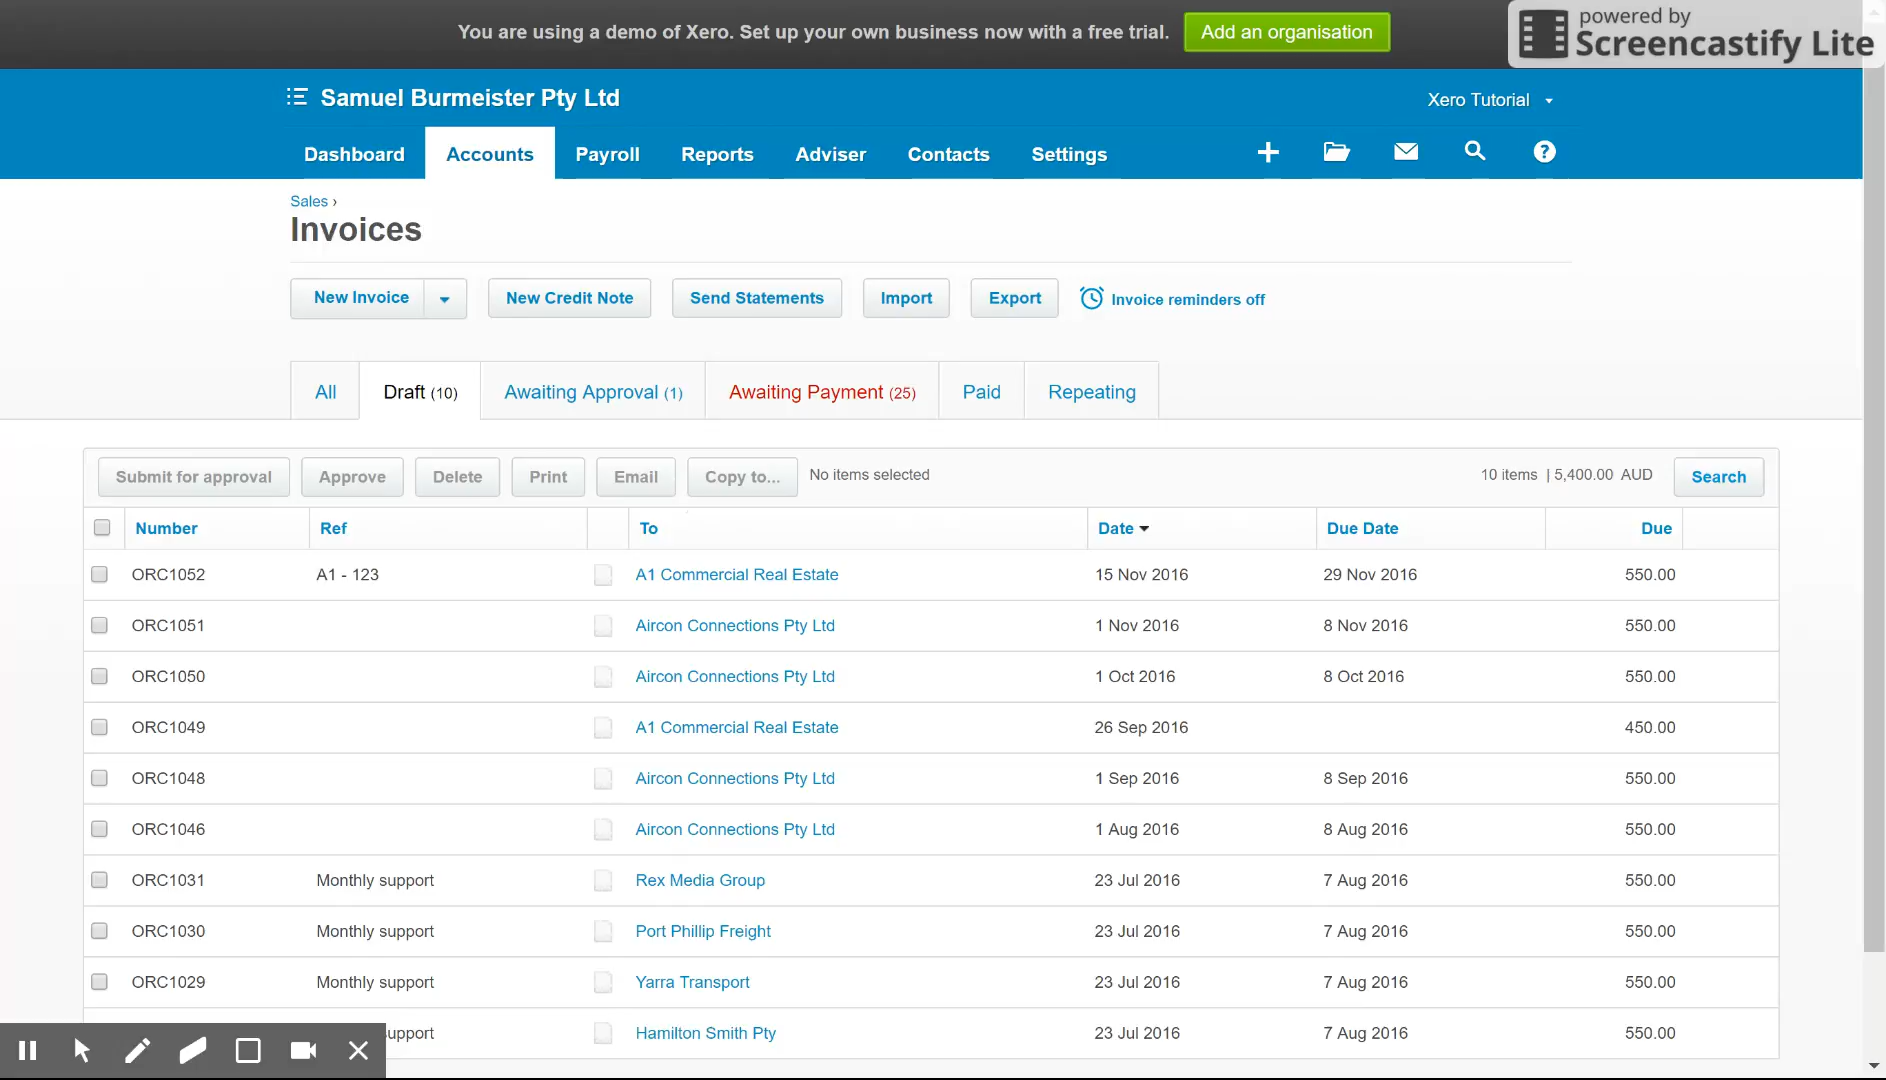 You are using a demo of Xero. Set up your own business now with a free trial. Add an organisation
powered by
Screencastify Lite
Samuel Burmeister Pty Ltd
Xero Tutorial
Dashboard Accounts Payroll Reports Adviser Contacts Settings
Sales ›
Invoices
New Invoice New Credit Note Send Statements Import Export Invoice reminders off
All Draft (10) Awaiting Approval (1) Awaiting Payment (25) Paid Repeating
Submit for approval Approve Delete Print Email Copy to... No items selected 10 items | 5,400.00 AUD Search
Number Ref To Date Due Date Due
ORC1052 A1 - 123 A1 Commercial Real Estate 15 Nov 2016 29 Nov 2016 550.00
ORC1051 Aircon Connections Pty Ltd 1 Nov 2016 8 Nov 2016 550.00
ORC1050 Aircon Connections Pty Ltd 1 Oct 2016 8 Oct 2016 550.00
ORC1049 A1 Commercial Real Estate 26 Sep 2016 450.00
ORC1048 Aircon Connections Pty Ltd 1 Sep 2016 8 Sep 2016 550.00
ORC1046 Aircon Connections Pty Ltd 1 Aug 2016 8 Aug 2016 550.00
ORC1031 Monthly support Rex Media Group 23 Jul 2016 7 Aug 2016 550.00
ORC1030 Monthly support Port Phillip Freight 23 Jul 2016 7 Aug 2016 550.00
ORC1029 Monthly support Yarra Transport 23 Jul 2016 7 Aug 2016 550.00
upport Hamilton Smith Pty 23 Jul 2016 7 Aug 2016 550.00